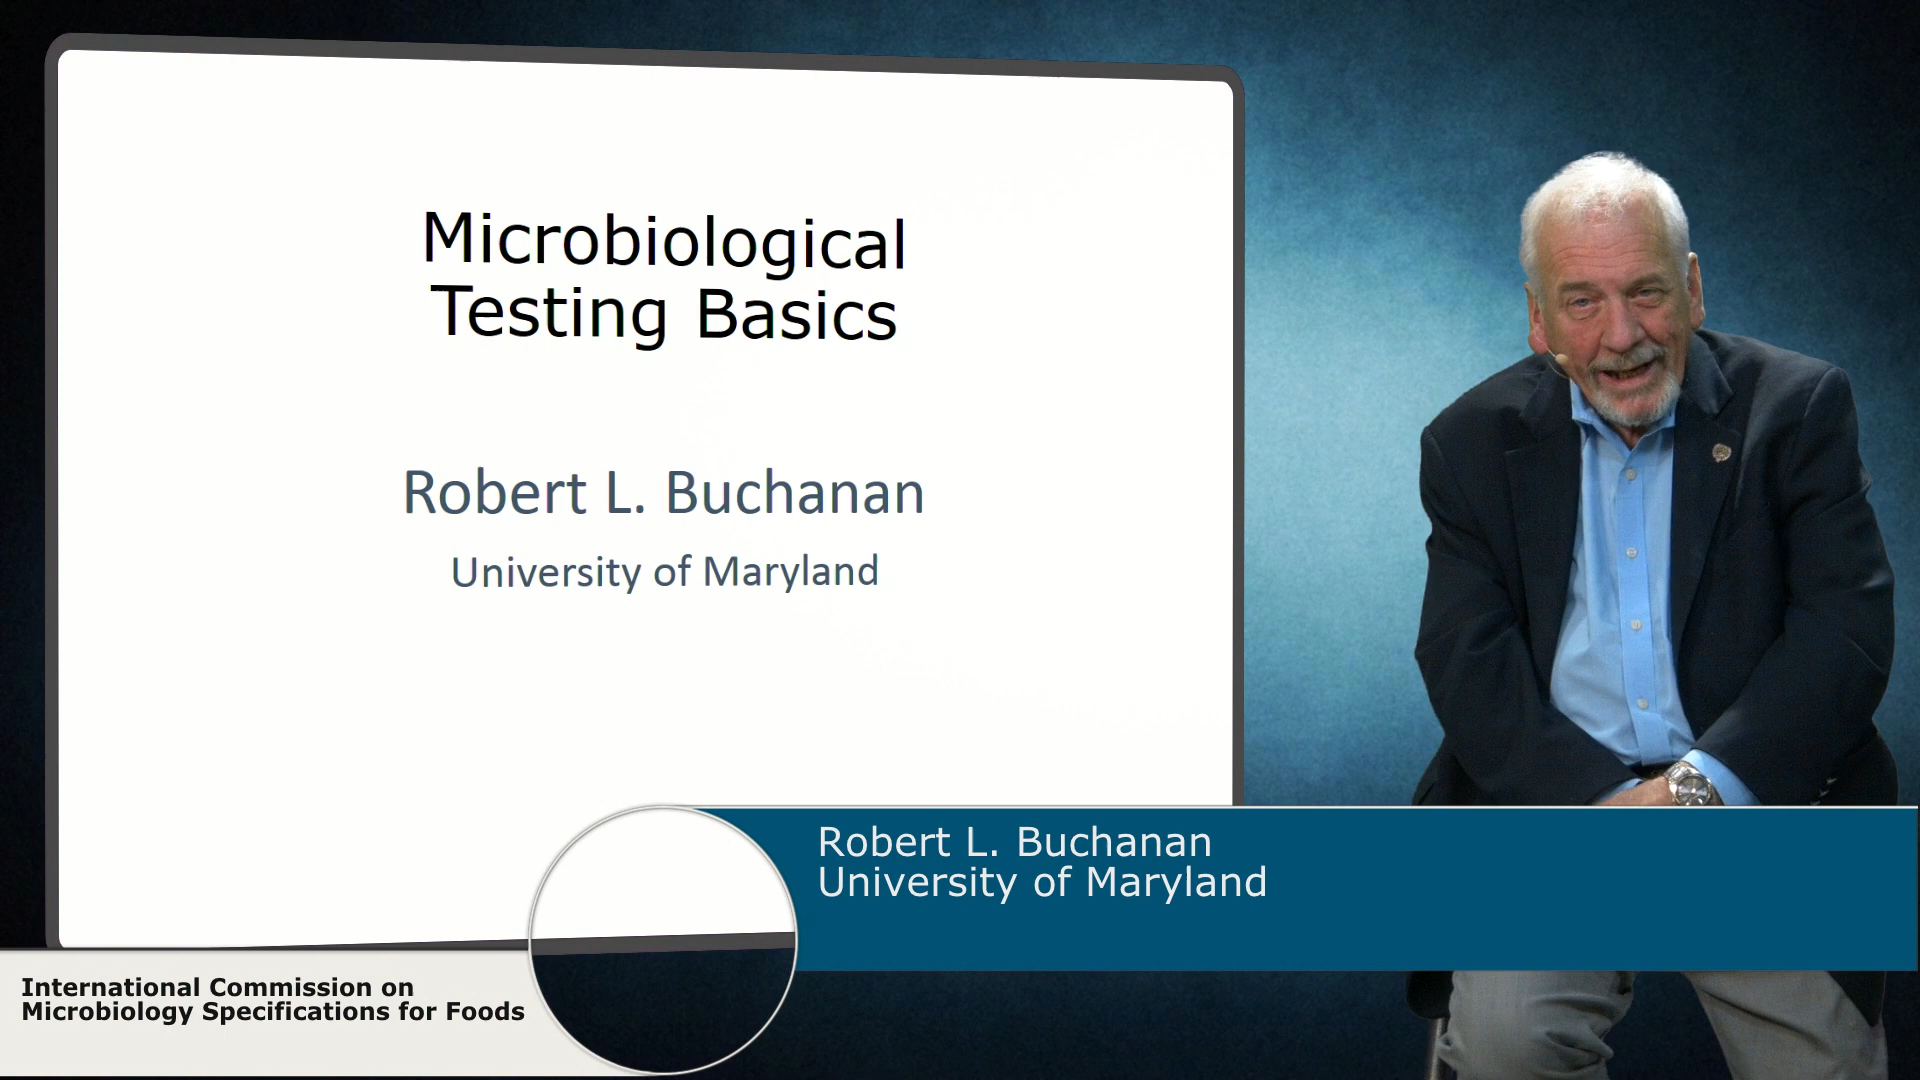 Microbiological
Testing Basics
Robert L. Buchanan
University of Maryland
Robert L. Buchanan
University of Maryland
International Commission on
Microbiology Specifications for Foods